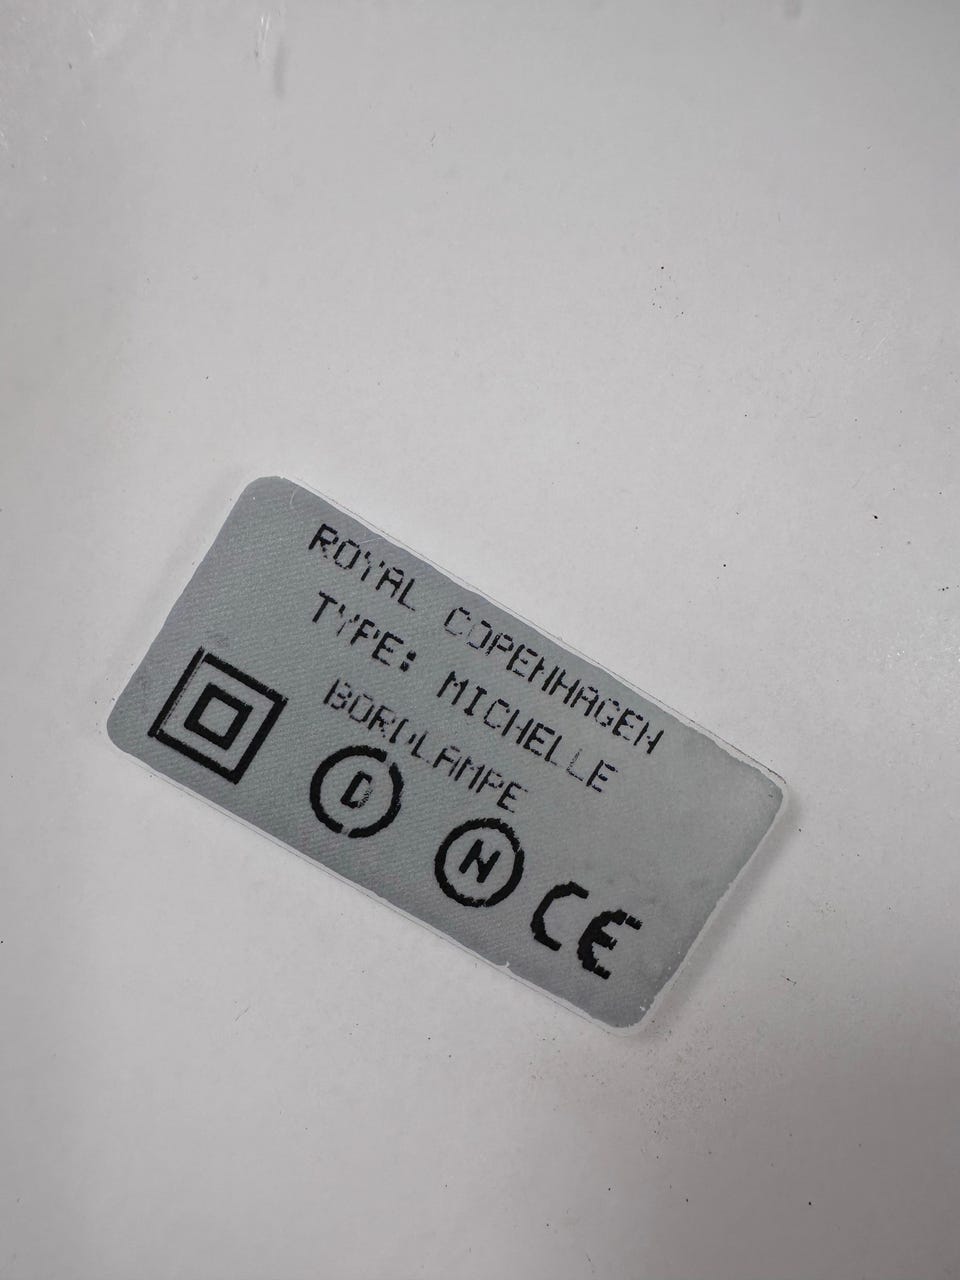 ROYAL COPENHAGEN
TYPE: MICHELLE
BORDLAMPE
D N CE